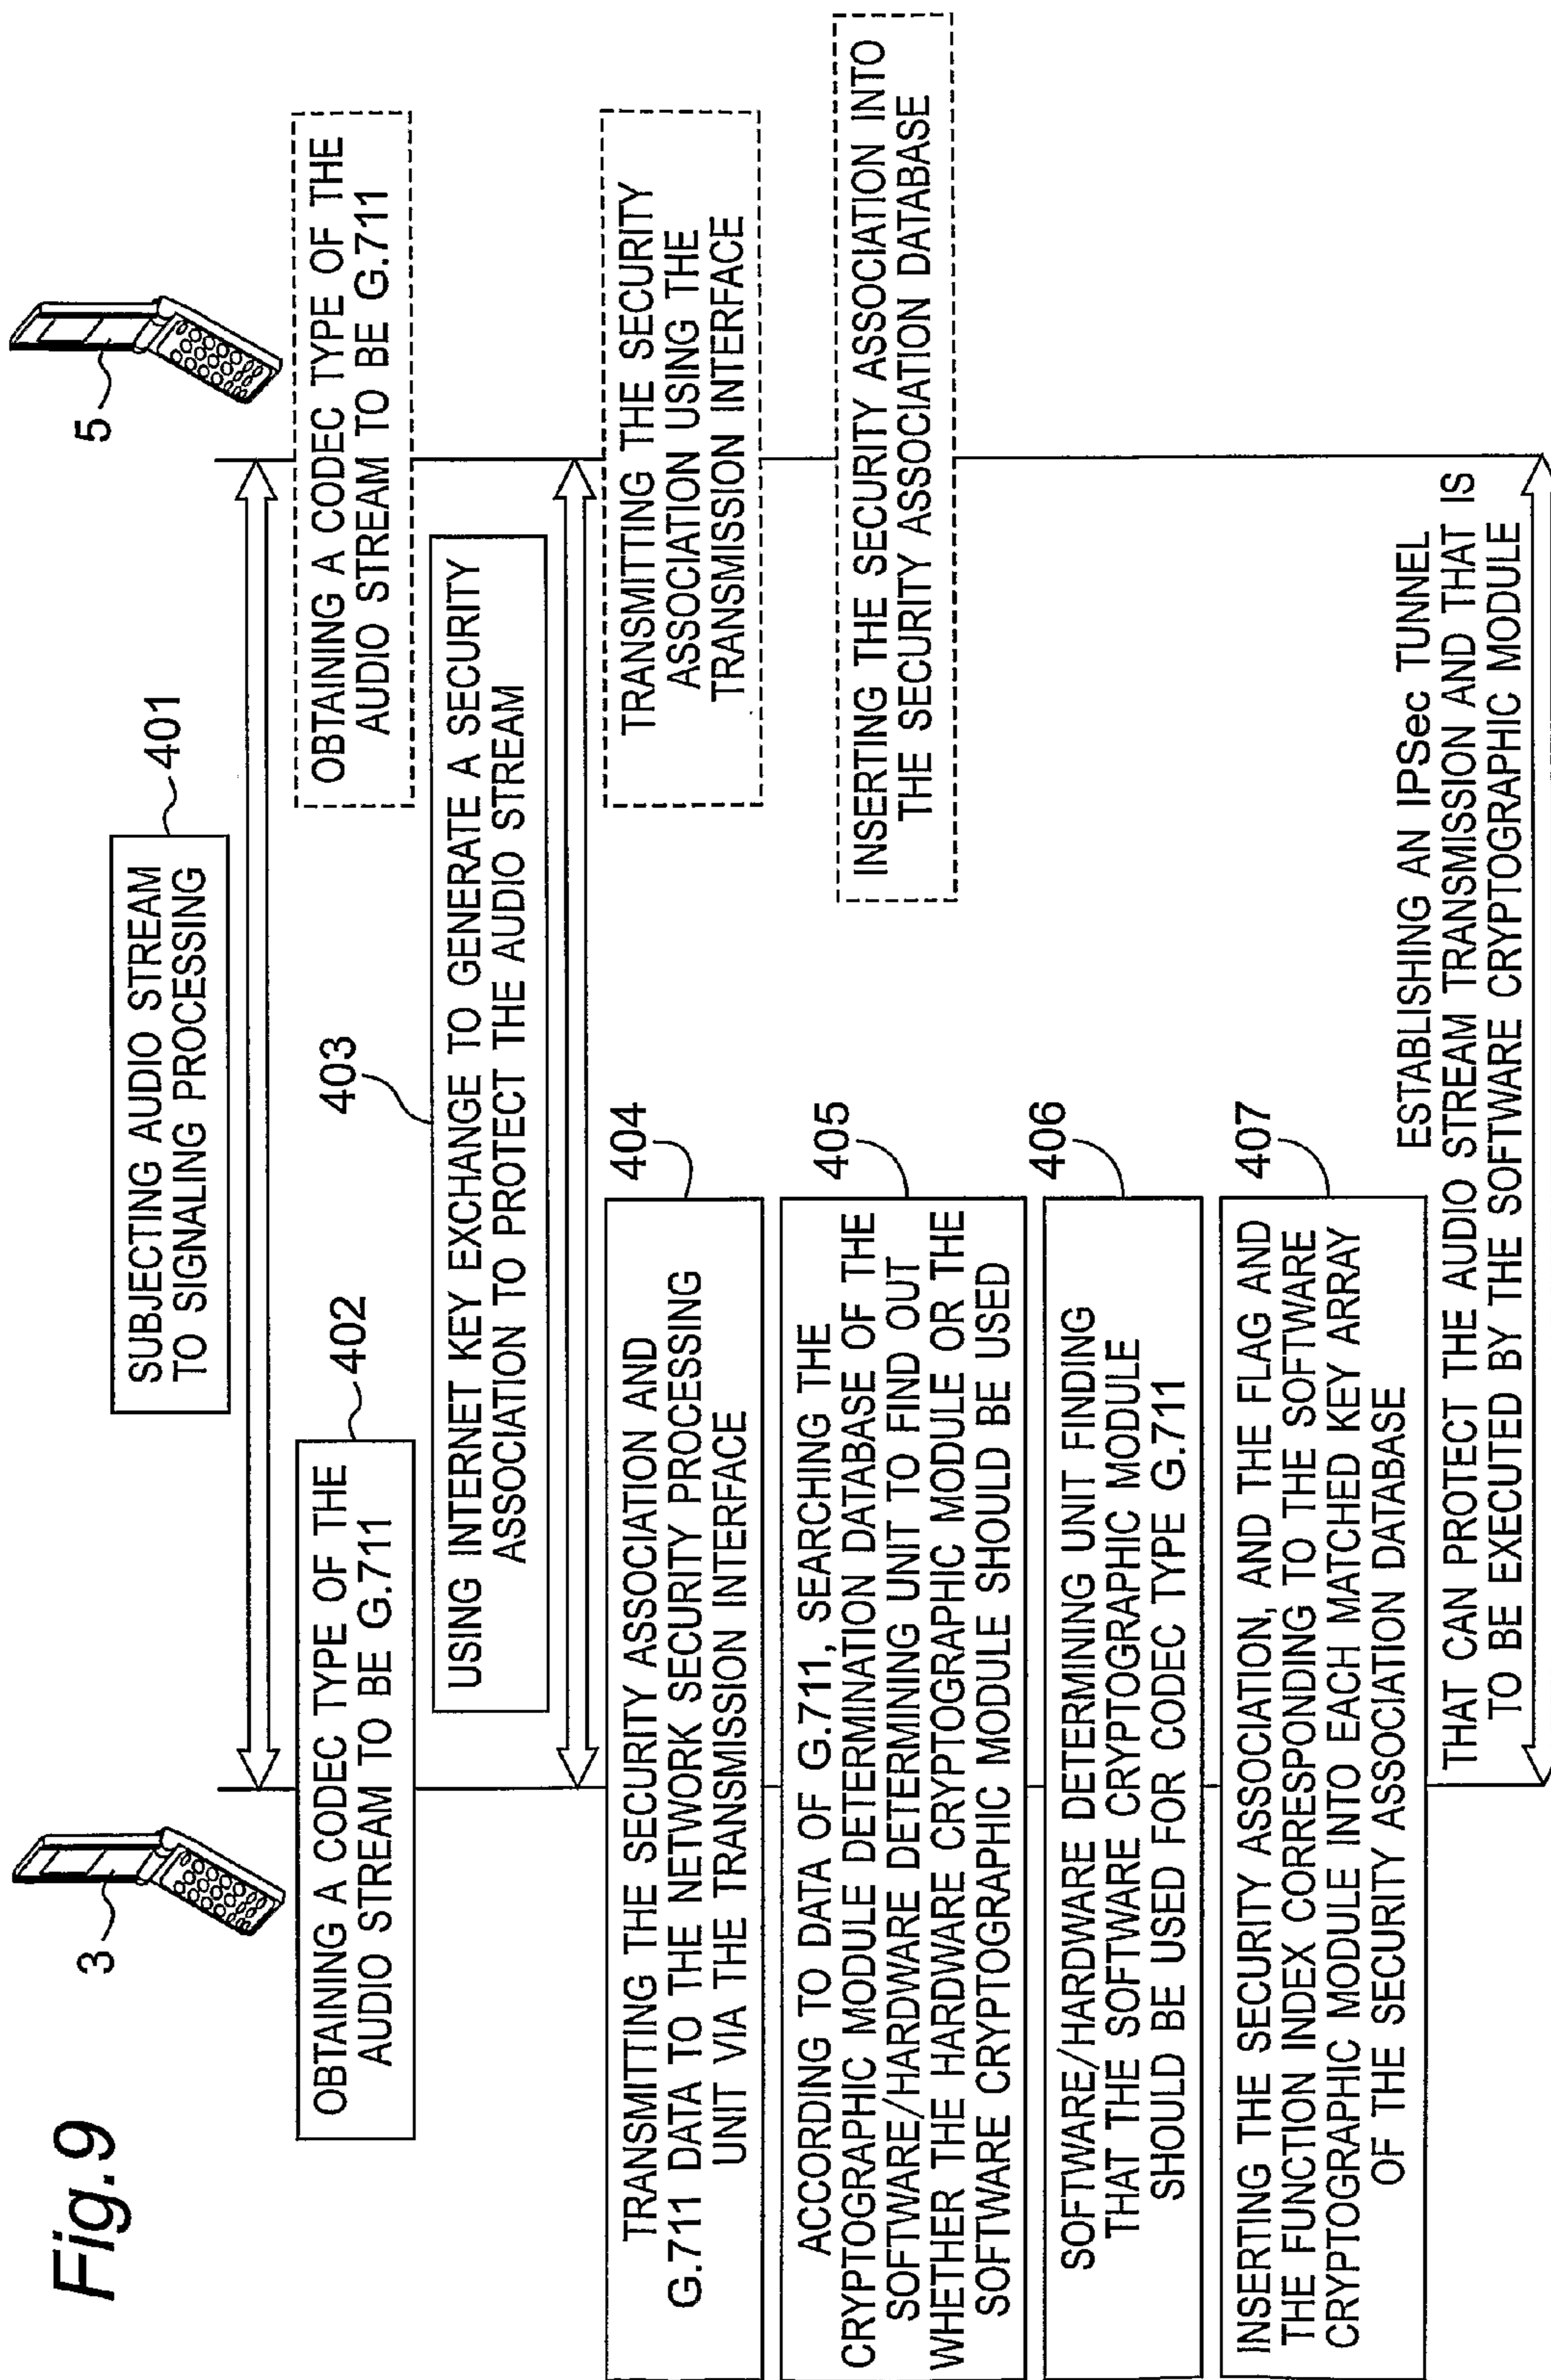 Fig.9
3
5
SUBJECTING AUDIO STREAM
TO SIGNALING PROCESSING
401
OBTAINING A CODEC TYPE OF THE
AUDIO STREAM TO BE G.711
402
OBTAINING A CODEC TYPE OF THE
AUDIO STREAM TO BE G.711
403
USING INTERNET KEY EXCHANGE TO GENERATE A SECURITY
ASSOCIATION TO PROTECT THE AUDIO STREAM
TRANSMITTING THE SECURITY ASSOCIATION AND
G.711 DATA TO THE NETWORK SECURITY PROCESSING
UNIT VIA THE TRANSMISSION INTERFACE
404
TRANSMITTING THE SECURITY
ASSOCIATION USING THE
TRANSMISSION INTERFACE
ACCORDING TO DATA OF G.711, SEARCHING THE
CRYPTOGRAPHIC MODULE DETERMINATION DATABASE OF THE
SOFTWARE/HARDWARE DETERMINING UNIT TO FIND OUT
WHETHER THE HARDWARE CRYPTOGRAPHIC MODULE OR THE
SOFTWARE CRYPTOGRAPHIC MODULE SHOULD BE USED
405
INSERTING THE SECURITY ASSOCIATION INTO
THE SECURITY ASSOCIATION DATABASE
SOFTWARE/HARDWARE DETERMINING UNIT FINDING
THAT THE SOFTWARE CRYPTOGRAPHIC MODULE
SHOULD BE USED FOR CODEC TYPE G.711
406
INSERTING THE SECURITY ASSOCIATION, AND THE FLAG AND
THE FUNCTION INDEX CORRESPONDING TO THE SOFTWARE
CRYPTOGRAPHIC MODULE INTO EACH MATCHED KEY ARRAY
OF THE SECURITY ASSOCIATION DATABASE
407
ESTABLISHING AN IPSec TUNNEL
THAT CAN PROTECT THE AUDIO STREAM TRANSMISSION AND THAT IS
TO BE EXECUTED BY THE SOFTWARE CRYPTOGRAPHIC MODULE